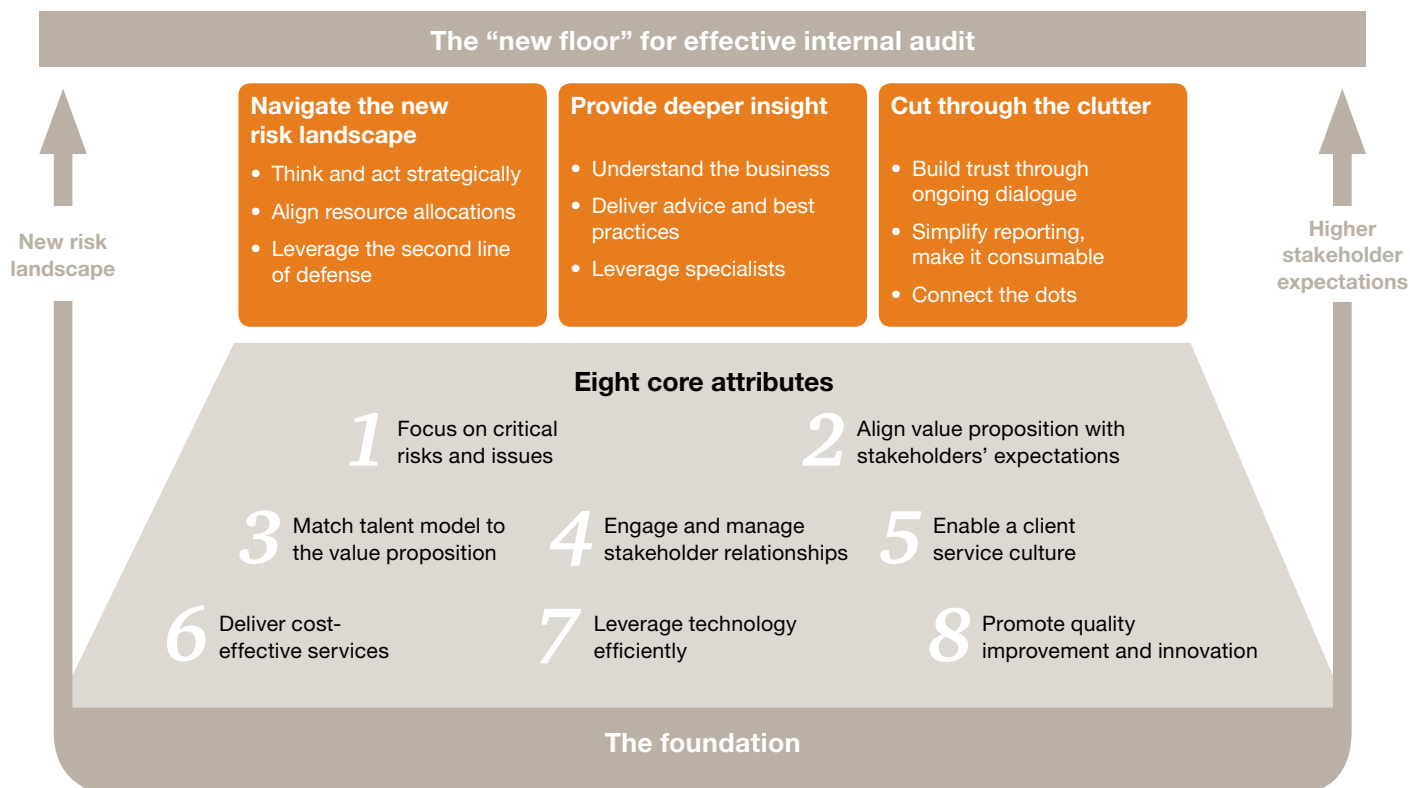 The “new floor” for effective internal audit
Navigate the new
risk landscape
• Think and act strategically
• Align resource allocations
• Leverage the second line
of defense
Provide deeper insight
• Understand the business
• Deliver advice and best
practices
• Leverage specialists
Cut through the clutter
• Build trust through
ongoing dialogue
• Simplify reporting,
make it consumable
• Connect the dots
New risk
landscape
Higher
stakeholder
expectations
Eight core attributes
1 Focus on critical
risks and issues
2 Align value proposition with
stakeholders’ expectations
3 Match talent model to
the value proposition
4 Engage and manage
stakeholder relationships
5 Enable a client
service culture
6 Deliver cost-
effective services
7 Leverage technology
efficiently
8 Promote quality
improvement and innovation
The foundation